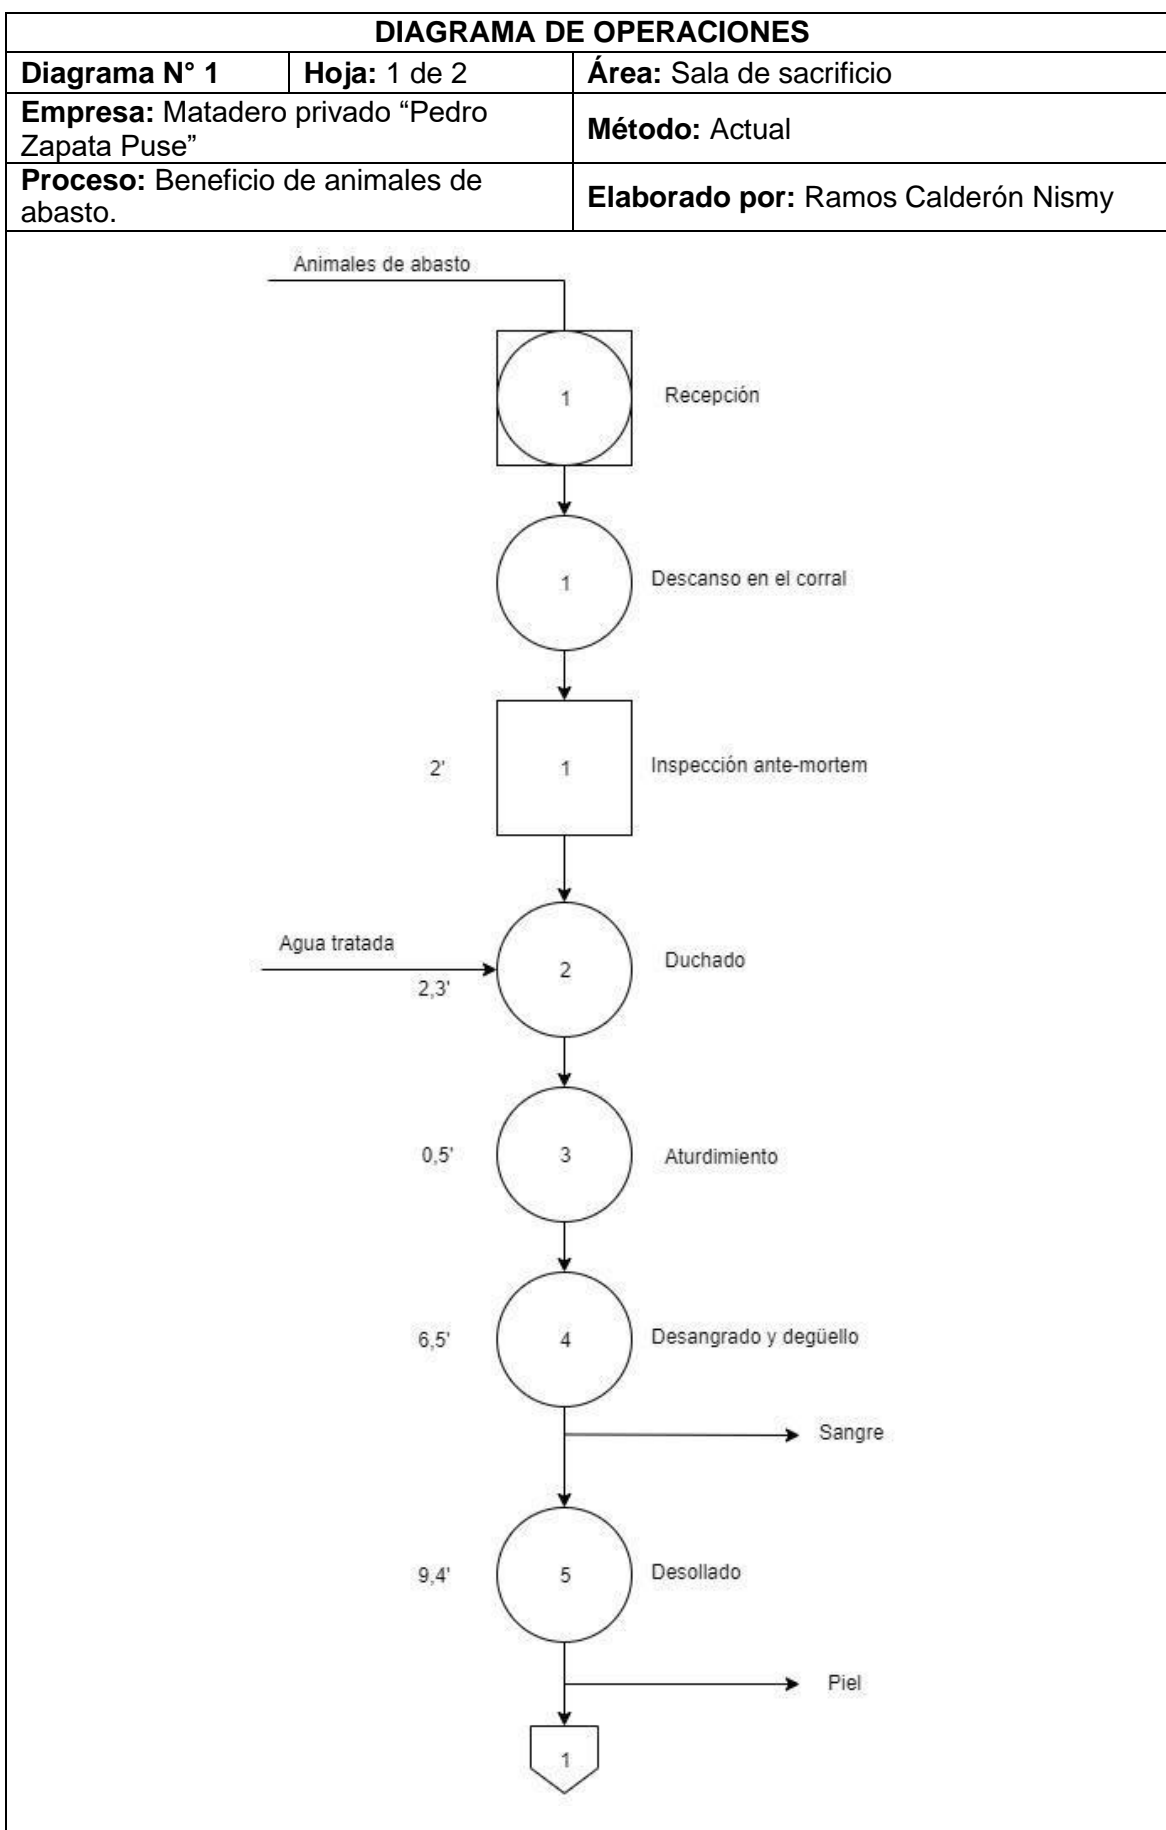 DIAGRAMA DE OPERACIONES
Diagrama N° 1
Hoja: 1 de 2
Área: Sala de sacrificio
Empresa: Matadero privado “Pedro
Zapata Puse”
Método: Actual
Proceso: Beneficio de animales de
abasto.
Elaborado por: Ramos Calderón Nismy
Animales de abasto
1
Recepción
1
Descanso en el corral
2'
1
Inspección ante-mortem
Agua tratada
2,3'
2
Duchado
0,5'
3
Aturdimiento
6,5'
4
Desangrado y degüello
Sangre
9,4'
5
Desollado
Piel
1